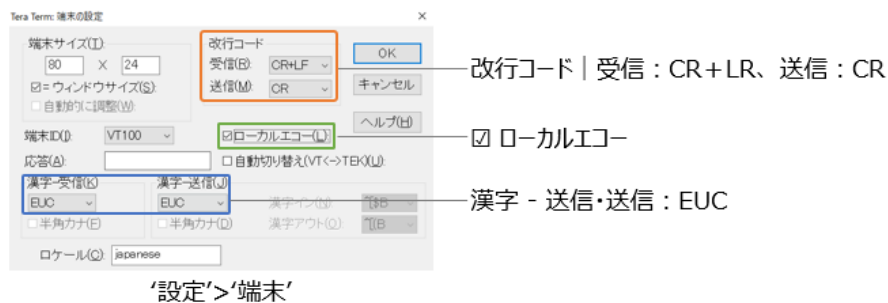 Tera Term: 端末の設定
端末サイズ(T):
80 X 24
☑=ウィンドウサイズ(S):
□自動的に調整(W):
改行コード
受信(R): CR+LF
送信(M): CR
OK
キャンセル
ヘルプ(H)
端末ID(I): VT100
☑ローカルエコー(L):
応答(A):
□自動切り替え(VT<->TEK)(U):
漢字-受信(K)
EUC
□半角カナ(F)
漢字-送信(J)
EUC
□半角カナ(D)
漢字イン(N): ^[$B
漢字アウト(O): ^[(B
ロケール(C): japanese
改行コード｜受信：CR＋LR、送信：CR
☑ ローカルエコー
漢字 - 送信・送信：EUC
‘設定’>‘端末’